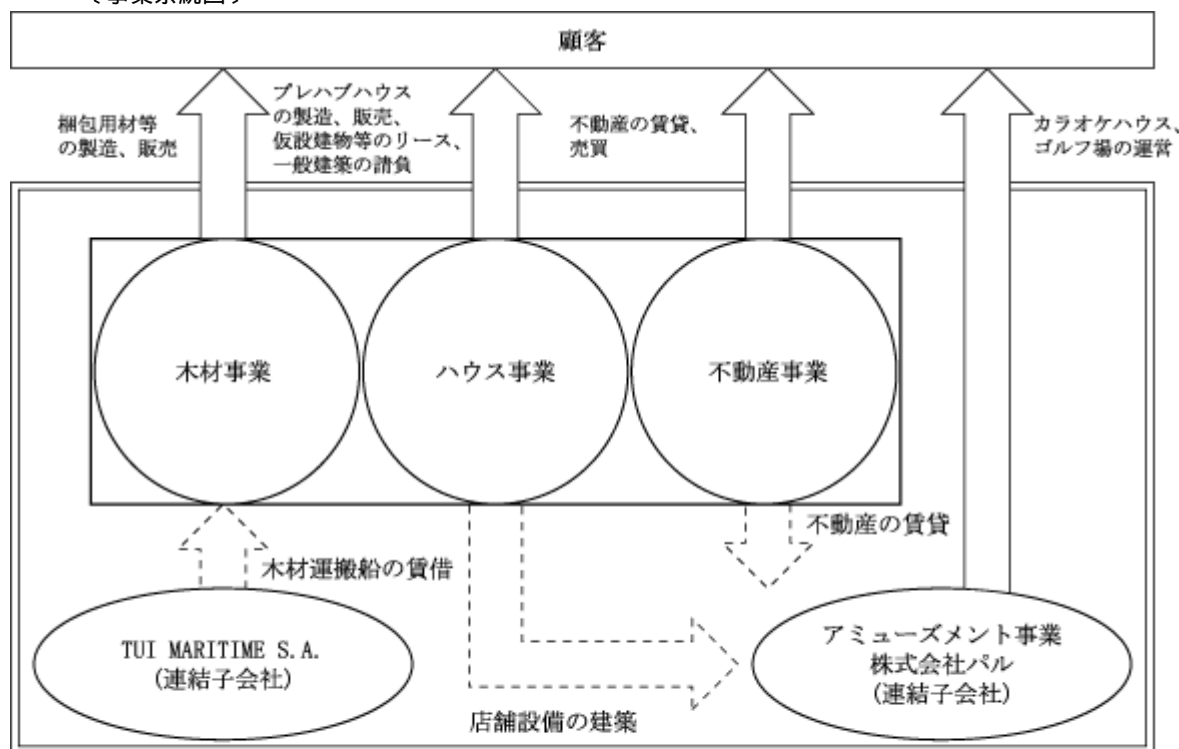 〈事業系統図〉
顧客
梱包用材等
の製造、販売
プレハブハウス
の製造、販売、
仮設建物等のリース、
一般建築の請負
不動産の賃貸、
売買
カラオケハウス、
ゴルフ場の運営
木材事業
ハウス事業
不動産事業
木材運搬船の賃借
不動産の賃貸
TUI MARITIME S.A.
(連結子会社)
アミューズメント事業
株式会社パル
(連結子会社)
店舗設備の建築